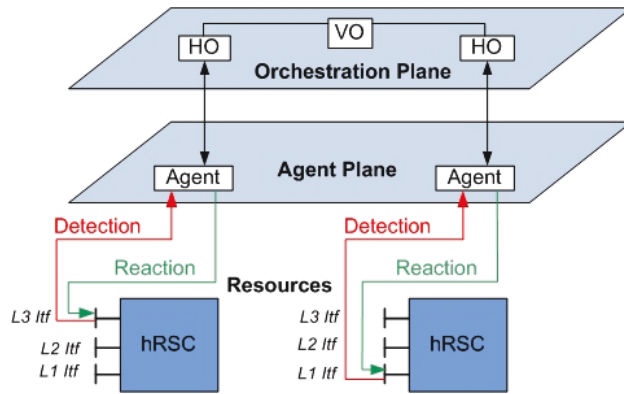 VO
HO
HO
Orchestration Plane
Agent Plane
Agent
Agent
Detection
Detection
Reaction
Reaction
Resources
L3 Itf
L2 Itf
L1 Itf
hRSC
L3 Itf
L2 Itf
L1 Itf
hRSC